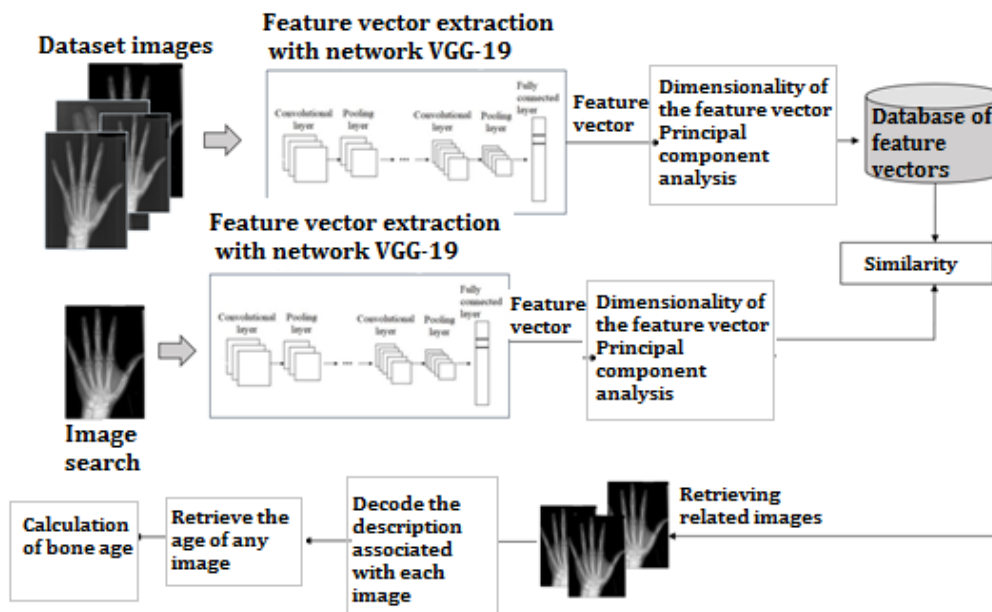 Dataset images
Feature vector extraction
with network VGG-19
Convolutional
layer
Pooling
layer
...
Convolutional
layer
Pooling
layer
Fully
connected
layer
Feature
vector
Dimensionality of
the feature vector
Principal
component
analysis
Database of
feature
vectors
Similarity
Feature vector extraction
with network VGG-19
Convolutional
layer
Pooling
layer
...
Convolutional
layer
Pooling
layer
Fully
connected
layer
Feature
vector
Dimensionality of
the feature vector
Principal
component
analysis
Image
search
Retrieving
related images
Decode the
description
associated
with each
image
Retrieve the
age of any
image
Calculation
of bone age